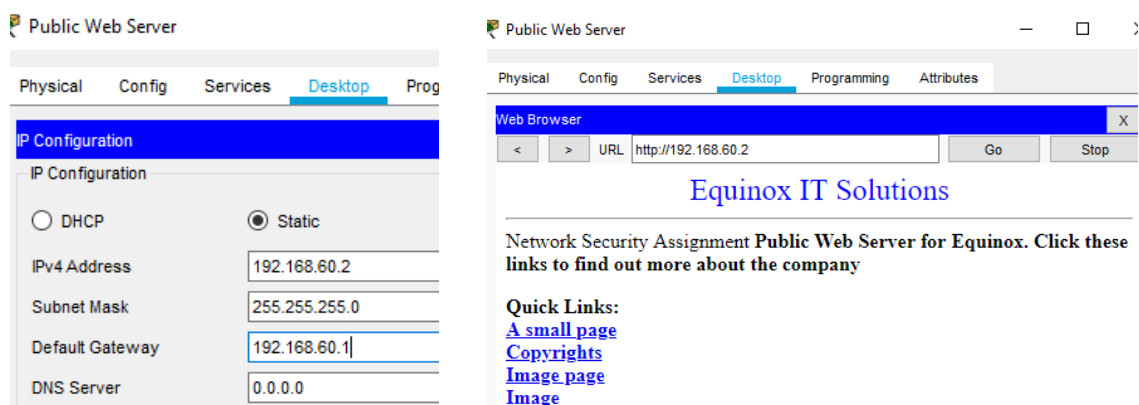 Public Web Server
Physical Config Services Desktop Prog
IP Configuration
IP Configuration
DHCP Static
IPv4 Address 192.168.60.2
Subnet Mask 255.255.255.0
Default Gateway 192.168.60.1
DNS Server 0.0.0.0
Public Web Server
Physical Config Services Desktop Programming Attributes
Web Browser X
< > URL http://192.168.60.2 Go Stop
Equinox IT Solutions
Network Security Assignment Public Web Server for Equinox. Click these
links to find out more about the company
Quick Links:
A small page
Copyrights
Image page
Image